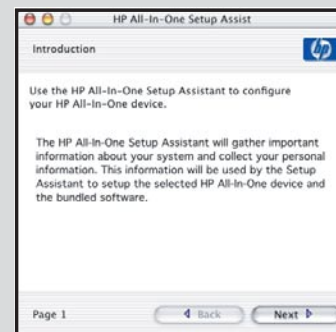 HP All-In-One Setup Assist
Introduction
hp
Use the HP All-In-One Setup Assistant to configure
your HP All-In-One device.
The HP All-In-One Setup Assistant will gather important
information about your system and collect your personal
information. This information will be used by the Setup
Assistant to setup the selected HP All-In-One device and
the bundled software.
Page 1
Back
Next